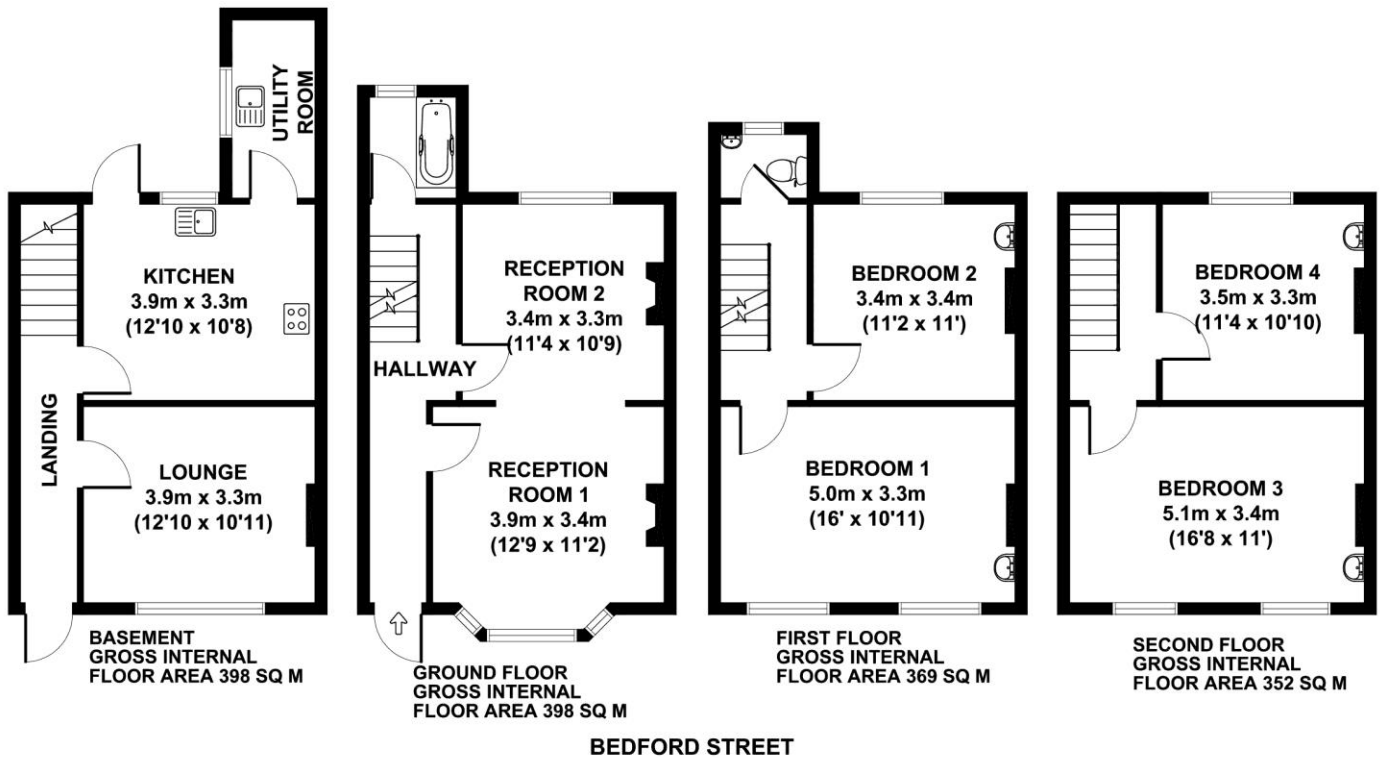 UTILITY
ROOM
KITCHEN
3.9m x 3.3m
(12'10 x 10'8)
LANDING
LOUNGE
3.9m x 3.3m
(12'10 x 10'11)
BASEMENT
GROSS INTERNAL
FLOOR AREA 398 SQ M
RECEPTION
ROOM 2
3.4m x 3.3m
(11'4 x 10'9)
HALLWAY
RECEPTION
ROOM 1
3.9m x 3.4m
(12'9 x 11'2)
GROUND FLOOR
GROSS INTERNAL
FLOOR AREA 398 SQ M
BEDROOM 2
3.4m x 3.4m
(11'2 x 11')
BEDROOM 1
5.0m x 3.3m
(16' x 10'11)
FIRST FLOOR
GROSS INTERNAL
FLOOR AREA 369 SQ M
BEDROOM 4
3.5m x 3.3m
(11'4 x 10'10)
BEDROOM 3
5.1m x 3.4m
(16'8 x 11')
SECOND FLOOR
GROSS INTERNAL
FLOOR AREA 352 SQ M
BEDFORD STREET